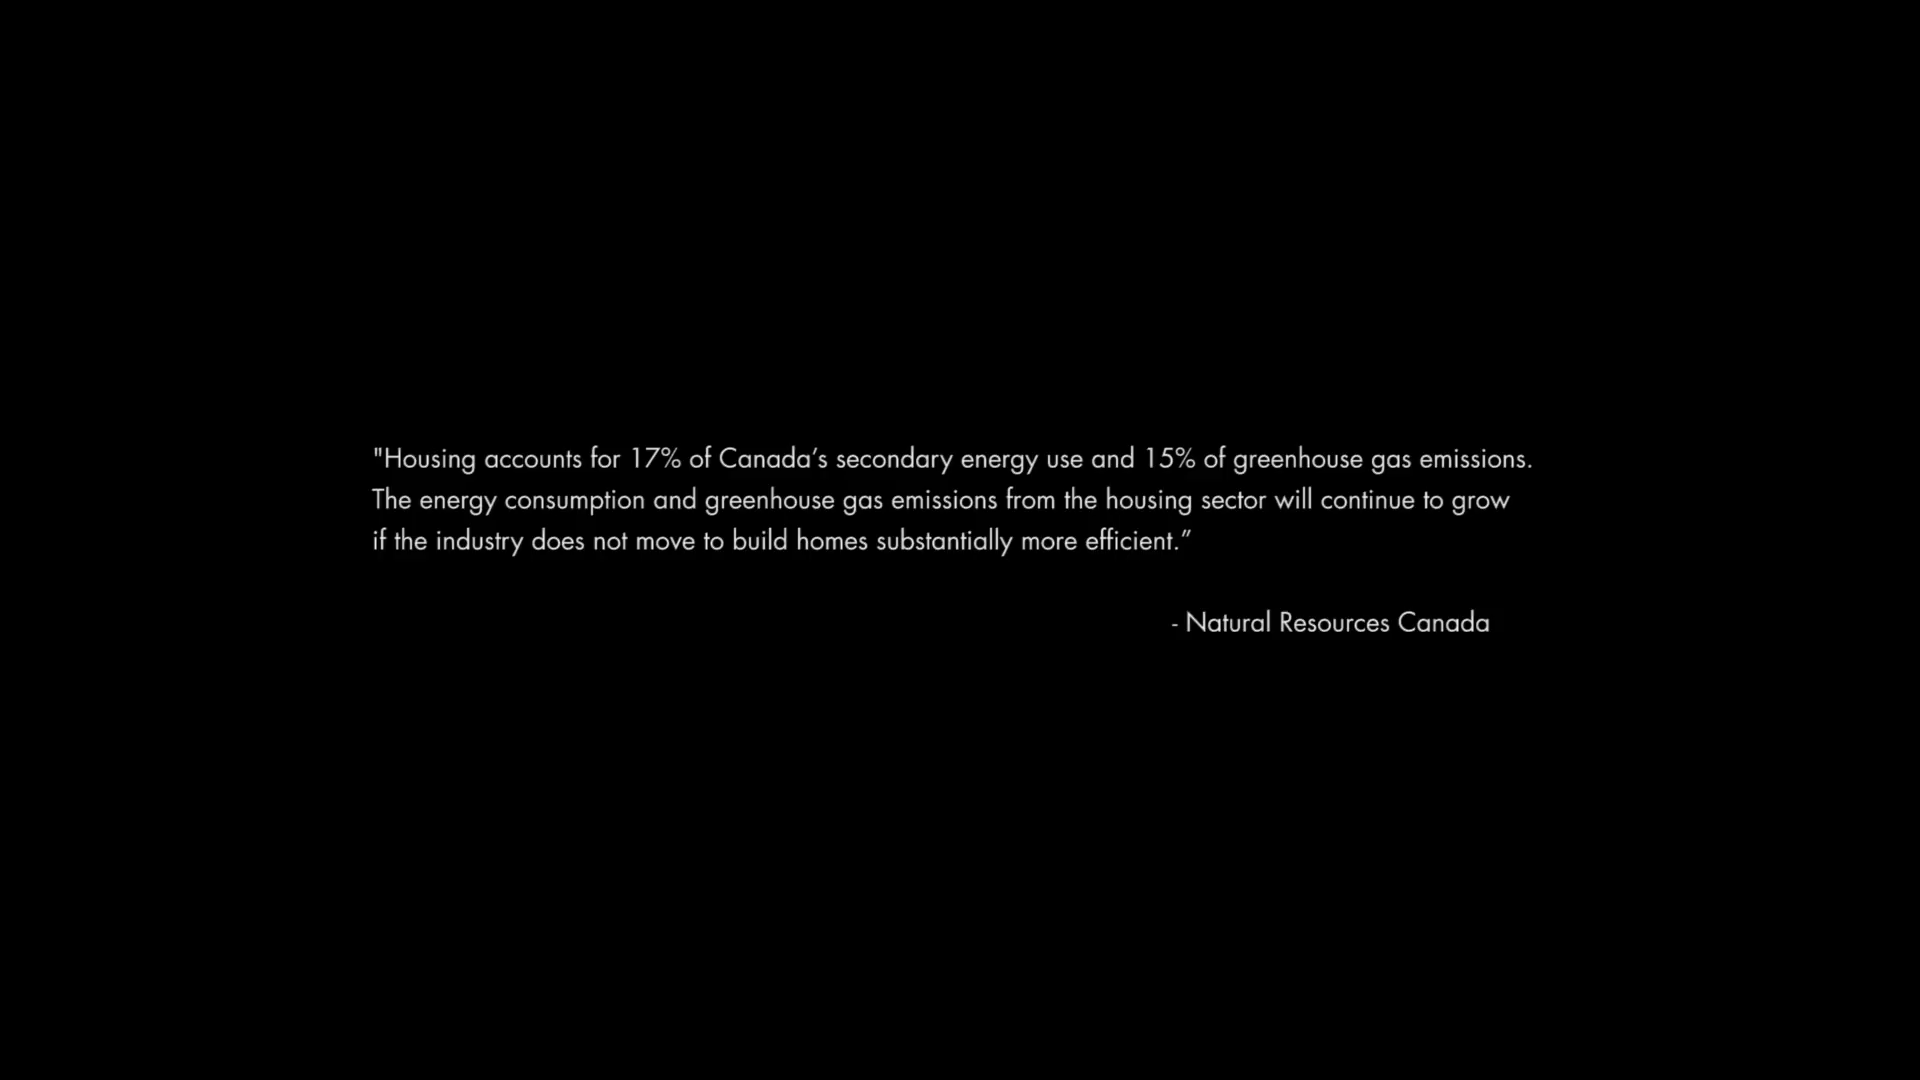 "Housing accounts for 17% of Canada’s secondary energy use and 15% of greenhouse gas emissions.
The energy consumption and greenhouse gas emissions from the housing sector will continue to grow
if the industry does not move to build homes substantially more efficient.”
- Natural Resources Canada